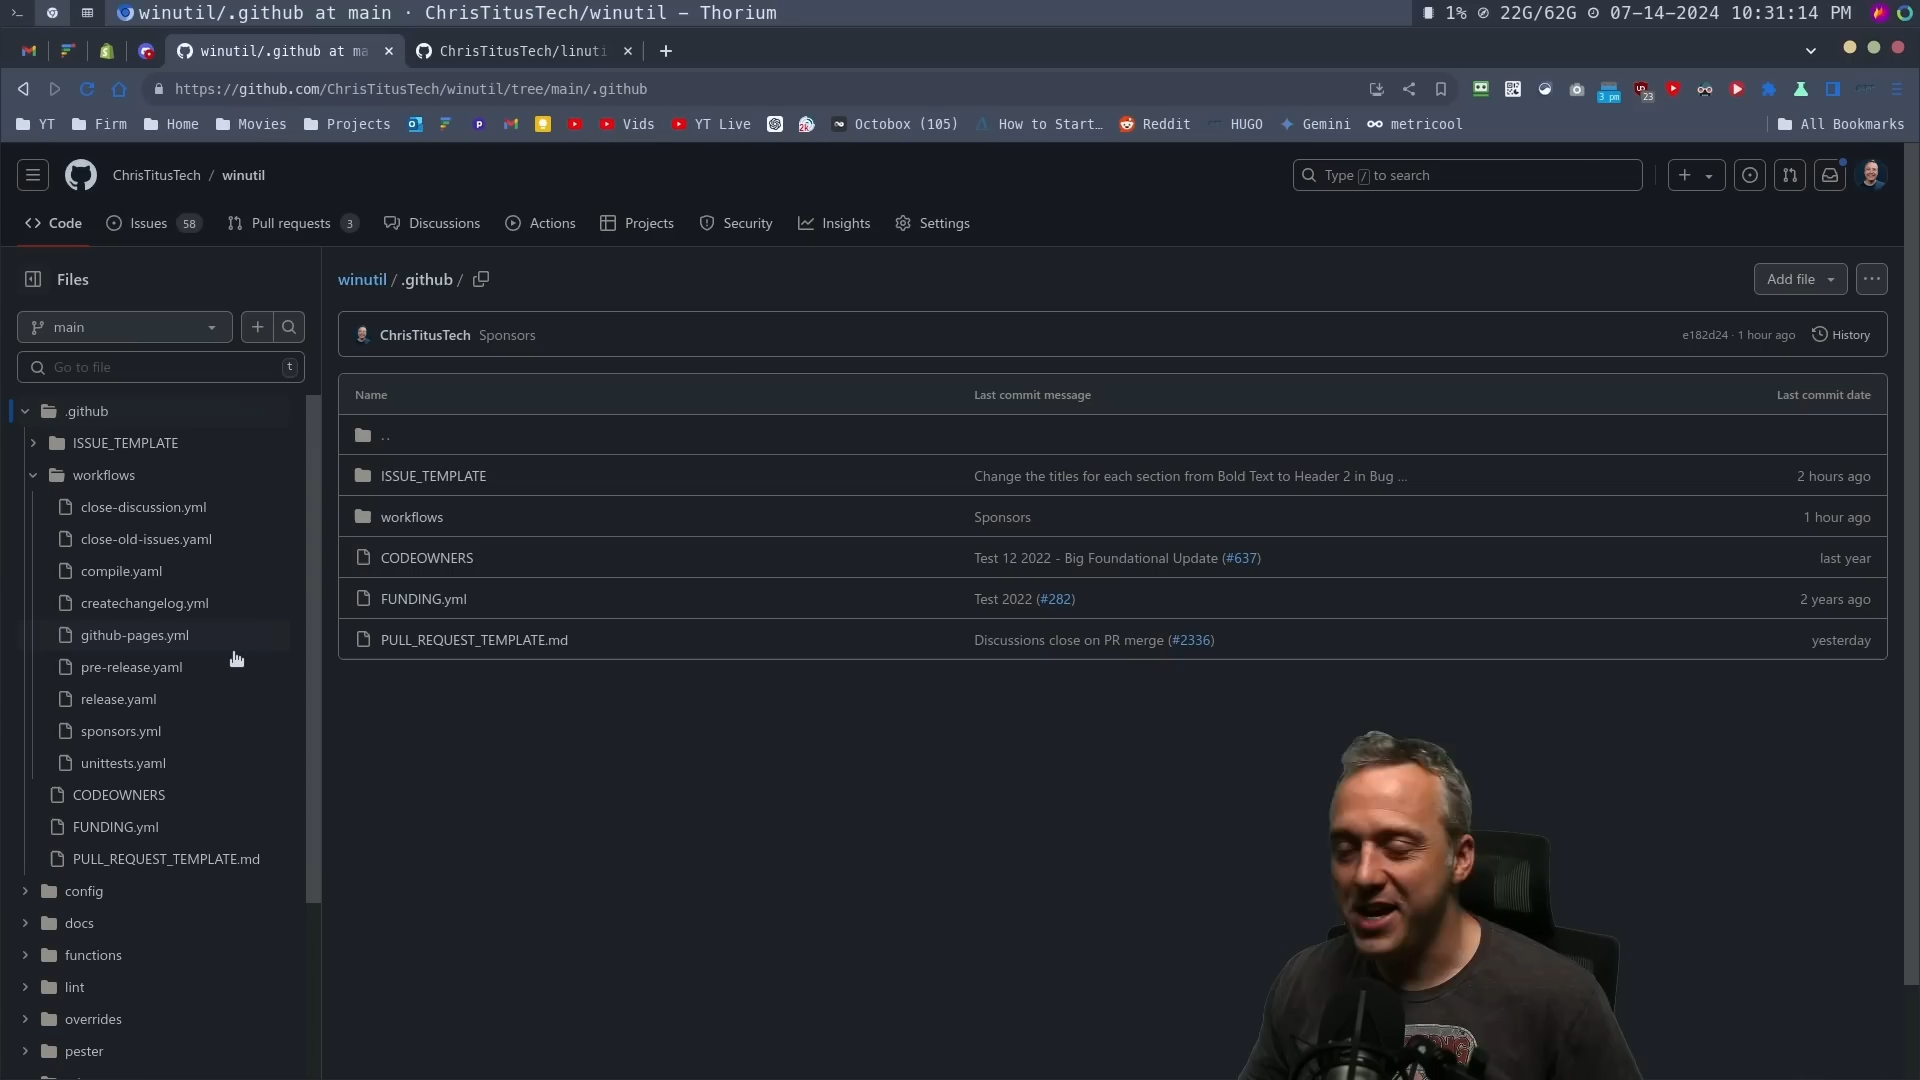 winutil/.github at main · ChrisTitusTech/winutil – Thorium
1% 22G/62G 07-14-2024 10:31:14 PM
winutil/.github at ma
ChrisTitusTech/linuti
https://github.com/ChrisTitusTech/winutil/tree/main/.github
3 pm
23
YT Firm Home Movies Projects Vids YT Live Octobox (105) How to Start… Reddit HUGO Gemini metricool All Bookmarks
ChrisTitusTech / winutil
Type / to search
Code Issues 58 Pull requests 3 Discussions Actions Projects Security Insights Settings
Files
main
Go to file t
.github
ISSUE_TEMPLATE
workflows
close-discussion.yml
close-old-issues.yaml
compile.yaml
createchangelog.yml
github-pages.yml
pre-release.yaml
release.yaml
sponsors.yml
unittests.yaml
CODEOWNERS
FUNDING.yml
PULL_REQUEST_TEMPLATE.md
config
docs
functions
lint
overrides
pester
winutil / .github /
Add file
ChrisTitusTech Sponsors
e182d24 · 1 hour ago History
Name Last commit message Last commit date
..
ISSUE_TEMPLATE Change the titles for each section from Bold Text to Header 2 in Bug … 2 hours ago
workflows Sponsors 1 hour ago
CODEOWNERS Test 12 2022 - Big Foundational Update (#637) last year
FUNDING.yml Test 2022 (#282) 2 years ago
PULL_REQUEST_TEMPLATE.md Discussions close on PR merge (#2336) yesterday